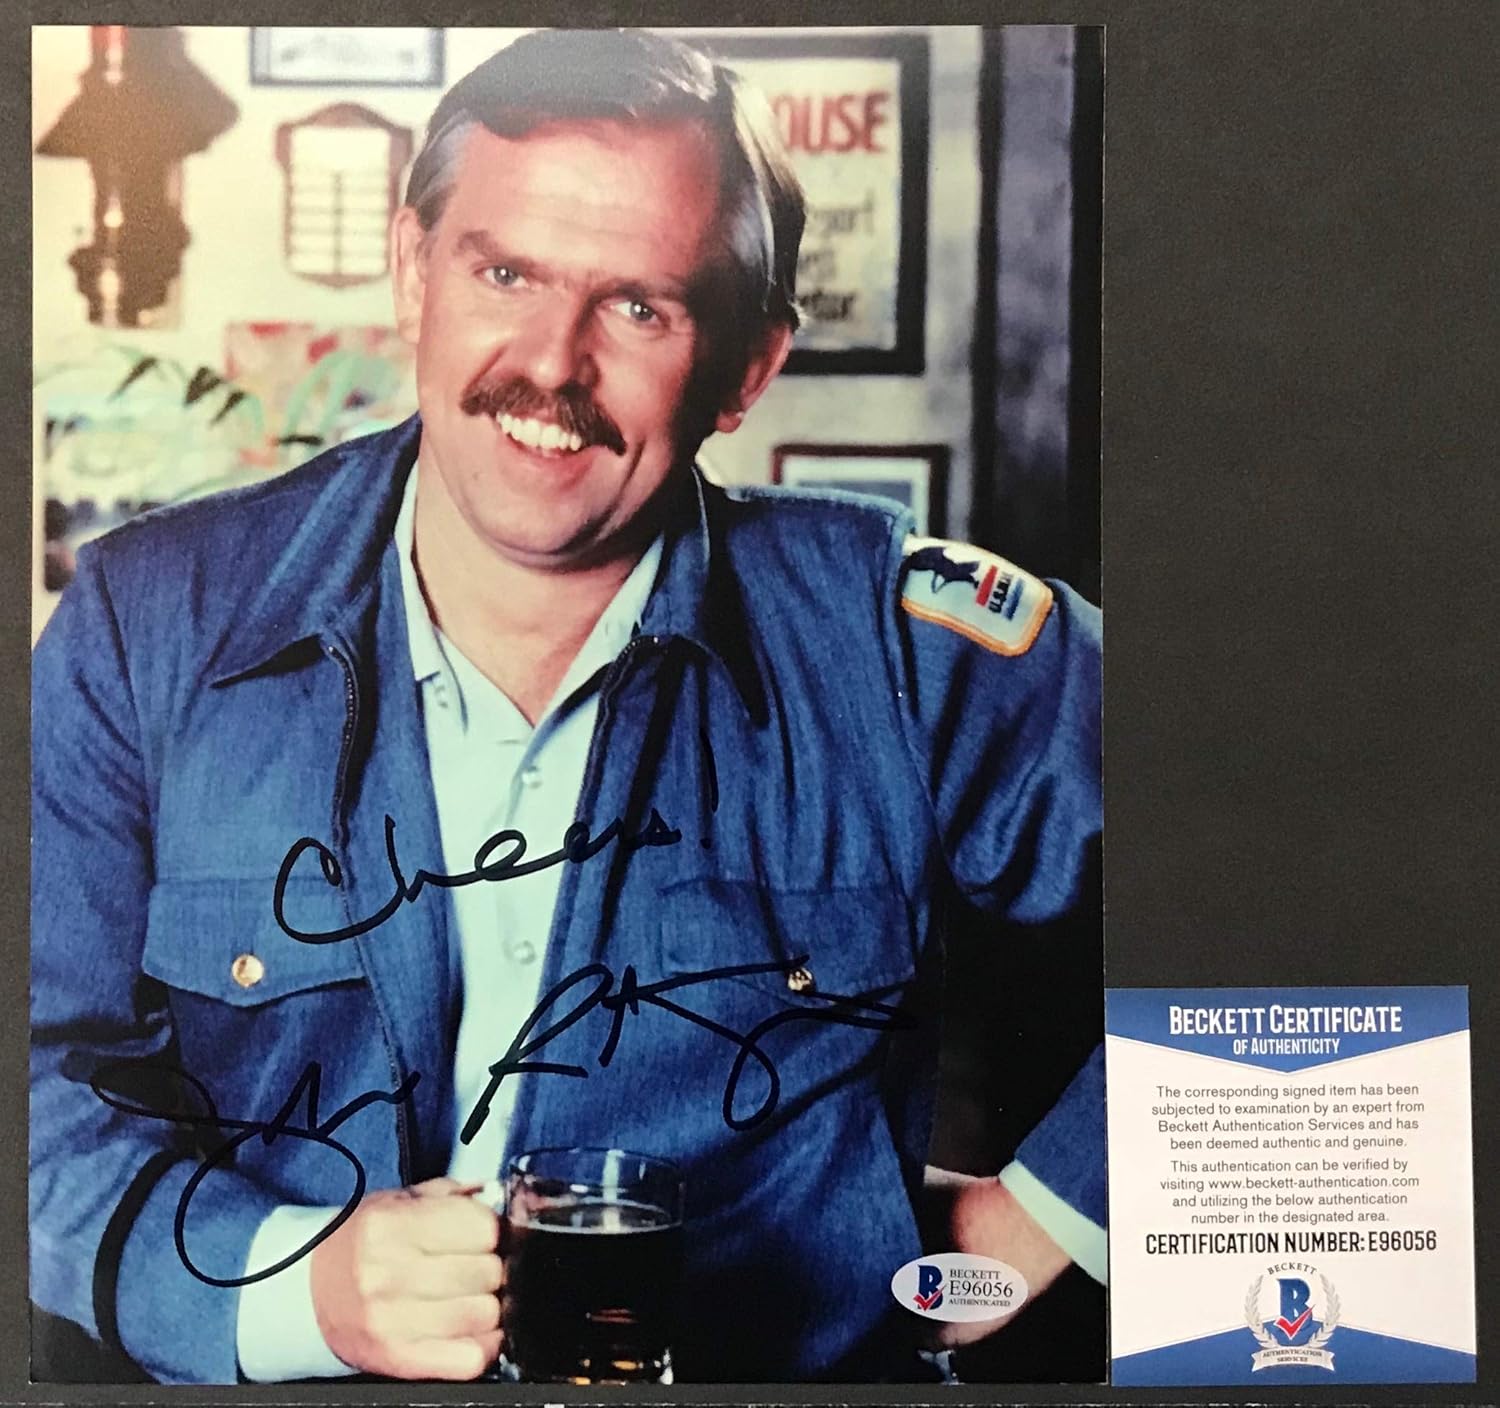 OUSE
U.S.MAIL
Cheers!
BECKETT
E96056
AUTHENTICATED
BECKETT CERTIFICATE
OF AUTHENTICITY
The corresponding signed item has been
subjected to examination by an expert from
Beckett Authentication Services and has
been deemed authentic and genuine.
This authentication can be verified by
visiting www.beckett-authentication.com
and utilizing the below authentication
number in the designated area.
CERTIFICATION NUMBER: E96056
BECKETT
B
AUTHENTICATION
SERVICES